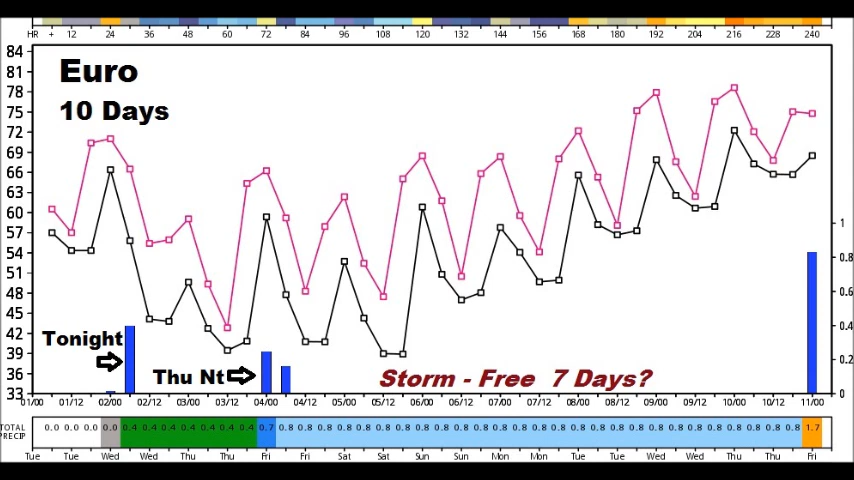 HR + 12 24 36 48 60 72 84 96 108 120 132 144 156 168 180 192 204 216 228 240
84
81
78
75
72
69
66
63
60
57
54
51
48
45
42
39
36
33
Euro
10 Days
1
0.8
0.6
0.4
0.2
0
Tonight
Thu Nt
Storm - Free 7 Days?
01/00 01/12 02/00 02/12 03/00 03/12 04/00 04/12 05/00 05/12 06/00 06/12 07/00 07/12 08/00 08/12 09/00 09/12 10/00 10/12 11/00
TOTAL PRECIP
0.0 0.0 0.0 0.0 0.4 0.4 0.4 0.4 0.4 0.4 0.4 0.7 0.8 0.8 0.8 0.8 0.8 0.8 0.8 0.8 0.8 0.8 0.8 0.8 0.8 0.8 0.8 0.8 0.8 0.8 0.8 0.8 0.8 0.8 0.8 0.8 0.8 0.8 0.8 1.7
Tue Tue Wed Wed Thu Thu Fri Fri Sat Sat Sun Sun Mon Mon Tue Tue Wed Wed Thu Thu Fri